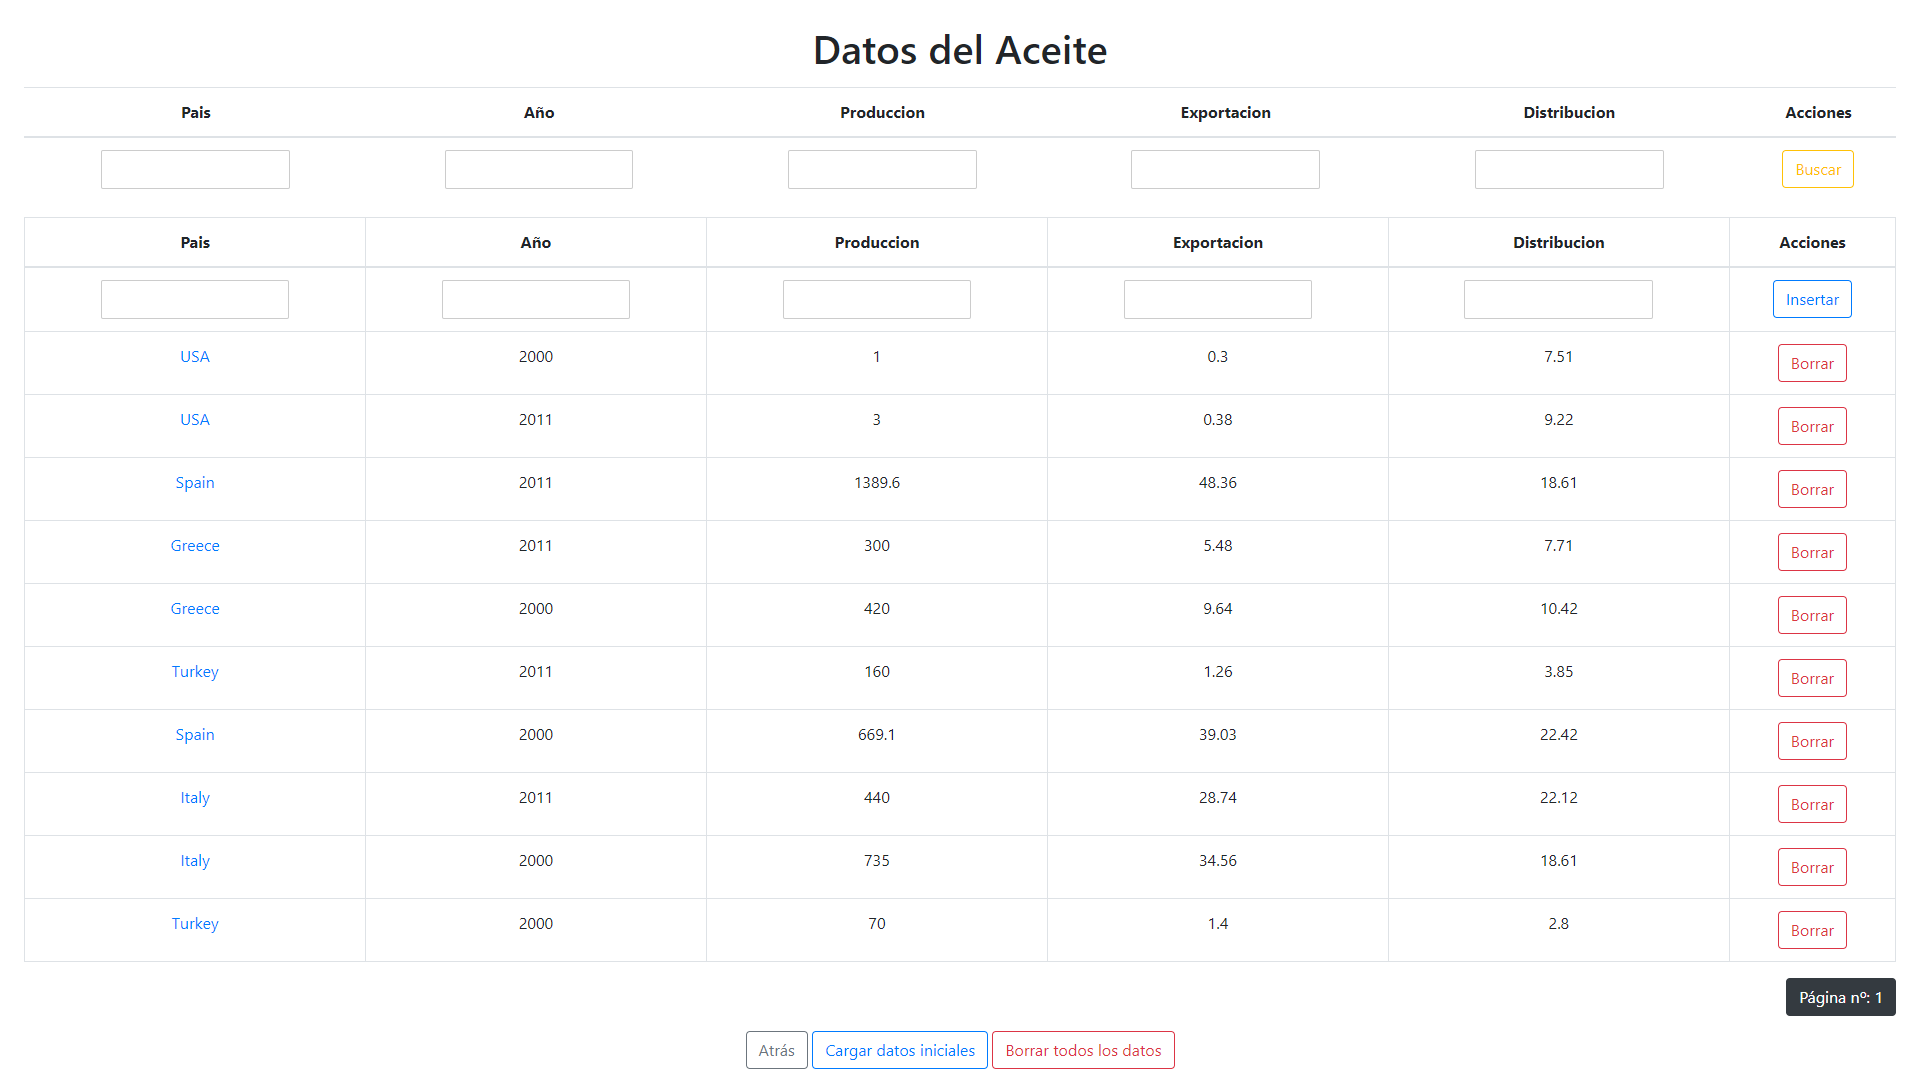 Datos del Aceite
Pais Año Produccion Exportacion Distribucion Acciones
Buscar
Pais Año Produccion Exportacion Distribucion Acciones
Insertar
USA 2000 1 0.3 7.51 Borrar
USA 2011 3 0.38 9.22 Borrar
Spain 2011 1389.6 48.36 18.61 Borrar
Greece 2011 300 5.48 7.71 Borrar
Greece 2000 420 9.64 10.42 Borrar
Turkey 2011 160 1.26 3.85 Borrar
Spain 2000 669.1 39.03 22.42 Borrar
Italy 2011 440 28.74 22.12 Borrar
Italy 2000 735 34.56 18.61 Borrar
Turkey 2000 70 1.4 2.8 Borrar
Página nº: 1
Atrás Cargar datos iniciales Borrar todos los datos